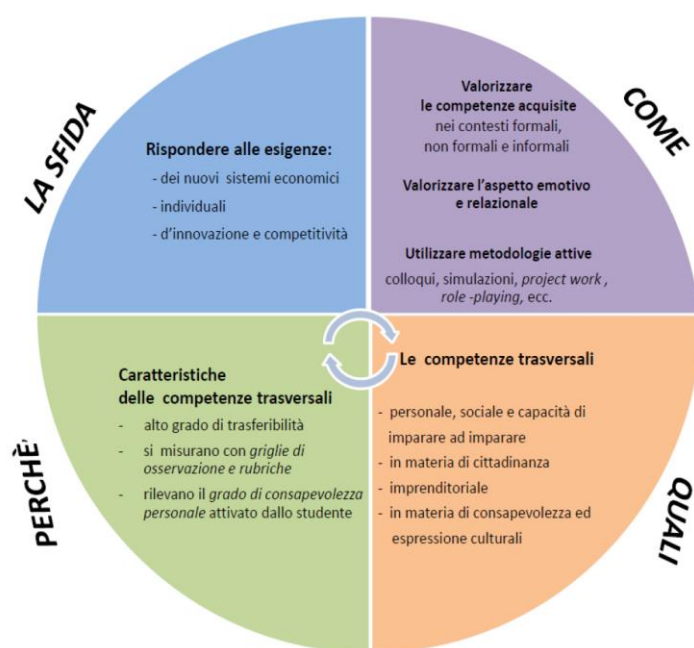 LA SFIDA
Rispondere alle esigenze:
- dei nuovi sistemi economici
- individuali
- d'innovazione e competitività
COME
Valorizzare
le competenze acquisite
nei contesti formali,
non formali e informali
Valorizzare l'aspetto emotivo
e relazionale
Utilizzare metodologie attive
colloqui, simulazioni, project work ,
role -playing, ecc.
PERCHÈ
Caratteristiche
delle competenze trasversali
- alto grado di trasferibilità
- si misurano con griglie di
osservazione e rubriche
- rilevano il grado di consapevolezza
personale attivato dallo studente
QUALI
Le competenze trasversali
- personale, sociale e capacità di
imparare ad imparare
- in materia di cittadinanza
- imprenditoriale
- in materia di consapevolezza ed
espressione culturali